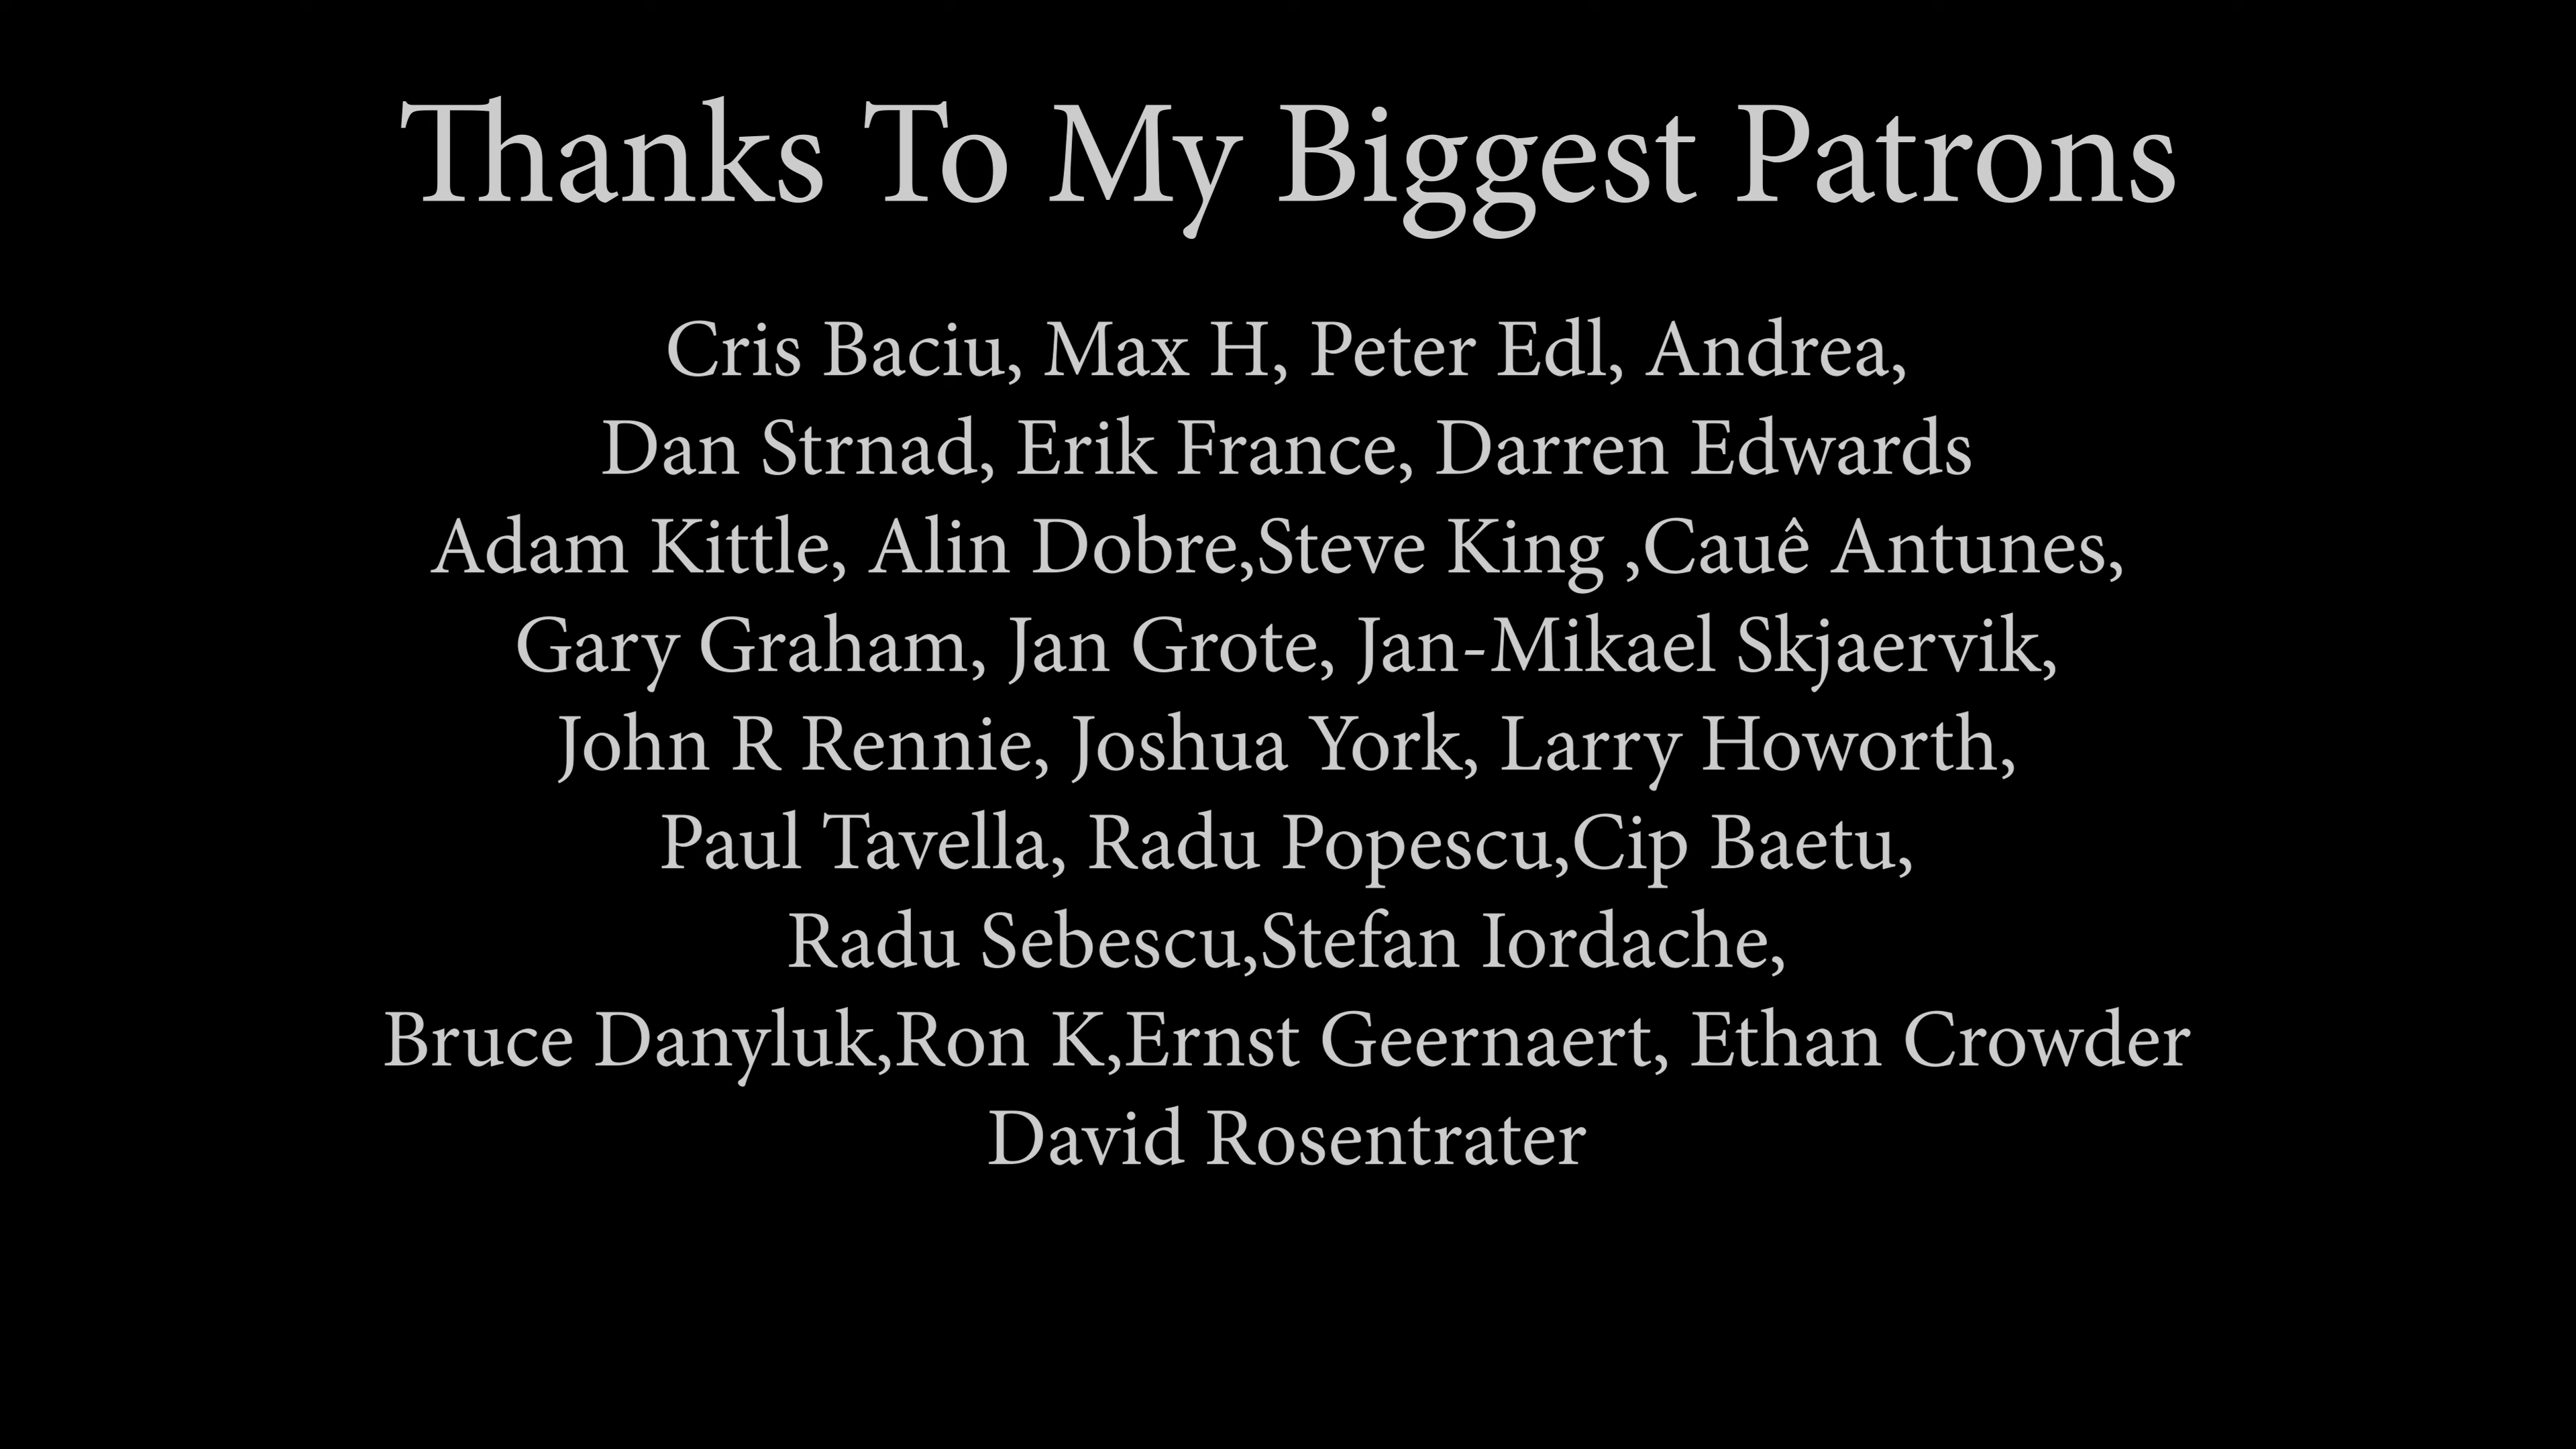 Thanks To My Biggest Patrons
Cris Baciu, Max H, Peter Edl, Andrea,
Dan Strnad, Erik France, Darren Edwards
Adam Kittle, Alin Dobre,Steve King ,Cauê Antunes,
Gary Graham, Jan Grote, Jan-Mikael Skjaervik,
John R Rennie, Joshua York, Larry Howorth,
Paul Tavella, Radu Popescu,Cip Baetu,
Radu Sebescu,Stefan Iordache,
Bruce Danyluk,Ron K,Ernst Geernaert, Ethan Crowder
David Rosentrater